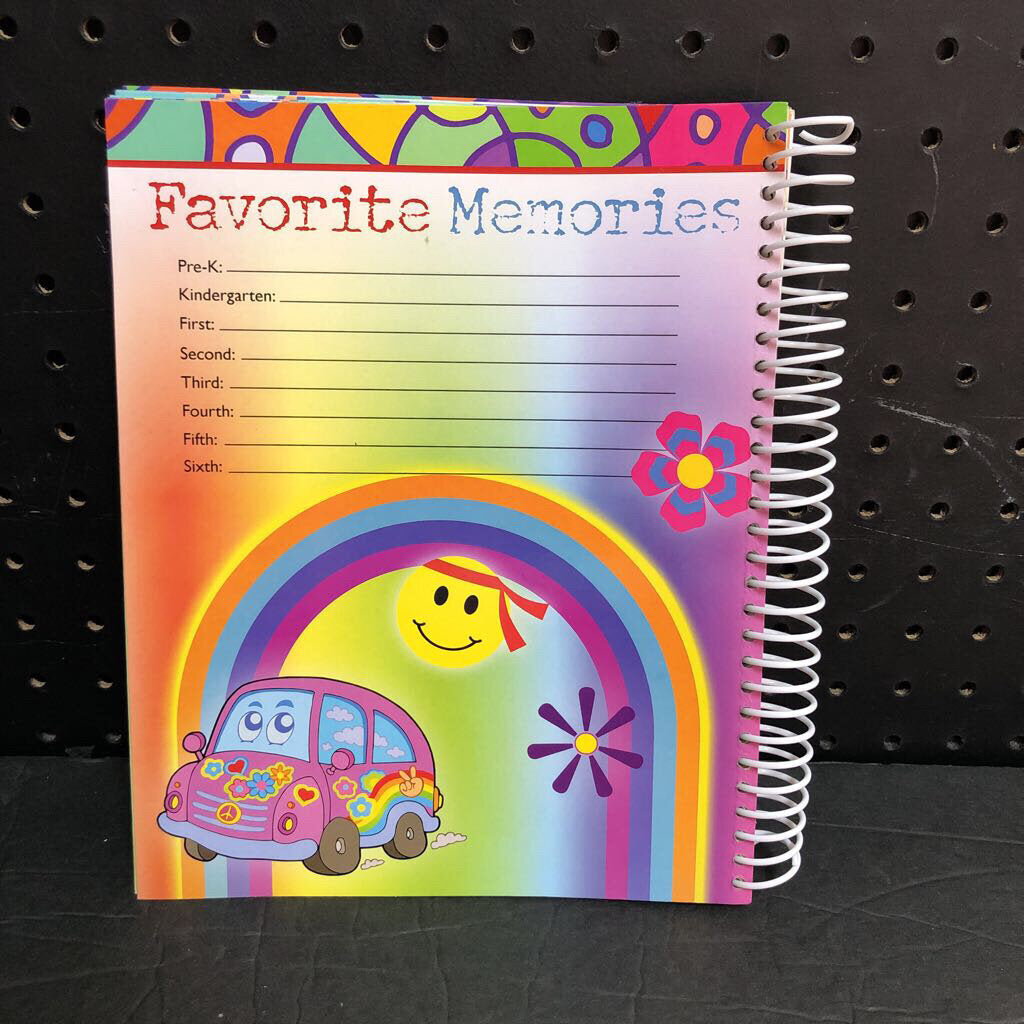 Favorite Memories
Pre-K:
Kindergarten:
First:
Second:
Third:
Fourth:
Fifth:
Sixth: